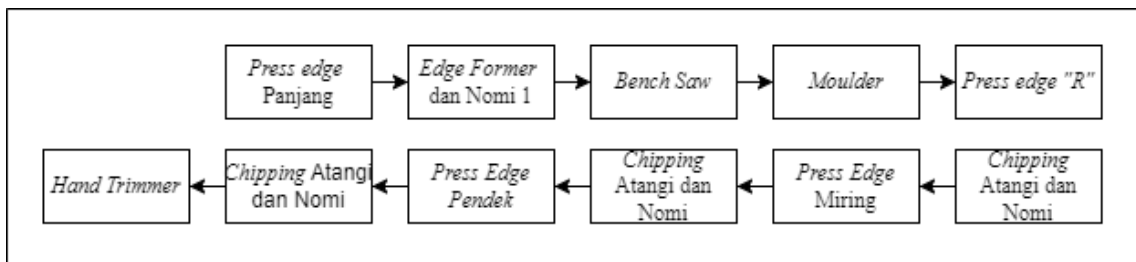 Press edge
Panjang
Edge Former
dan Nomi 1
Bench Saw
Moulder
Press edge "R"
Hand Trimmer
Chipping Atangi
dan Nomi
Press Edge
Pendek
Chipping
Atangi dan
Nomi
Press Edge
Miring
Chipping
Atangi dan
Nomi